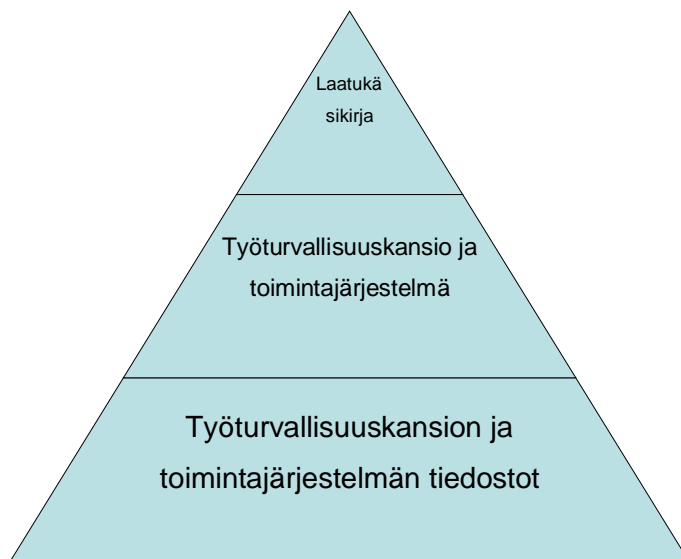 Laatukä
sikirja
Työturvallisuuskansio ja
toimintajärjestelmä
Työturvallisuuskansion ja
toimintajärjestelmän tiedostot